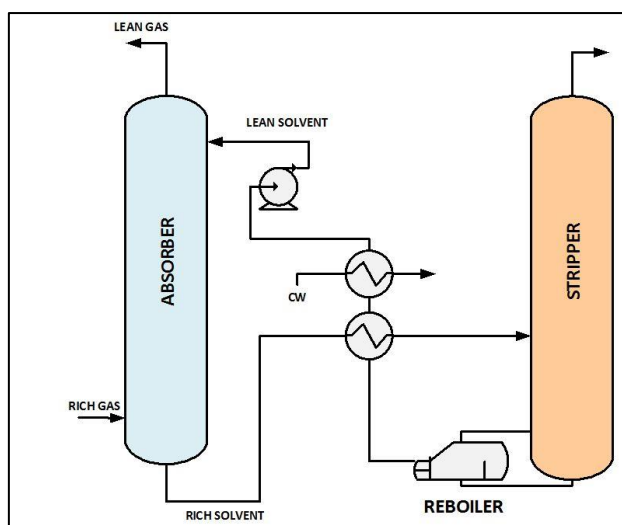 LEAN GAS
LEAN SOLVENT
ABSORBER
STRIPPER
CW
RICH GAS
RICH SOLVENT
REBOILER